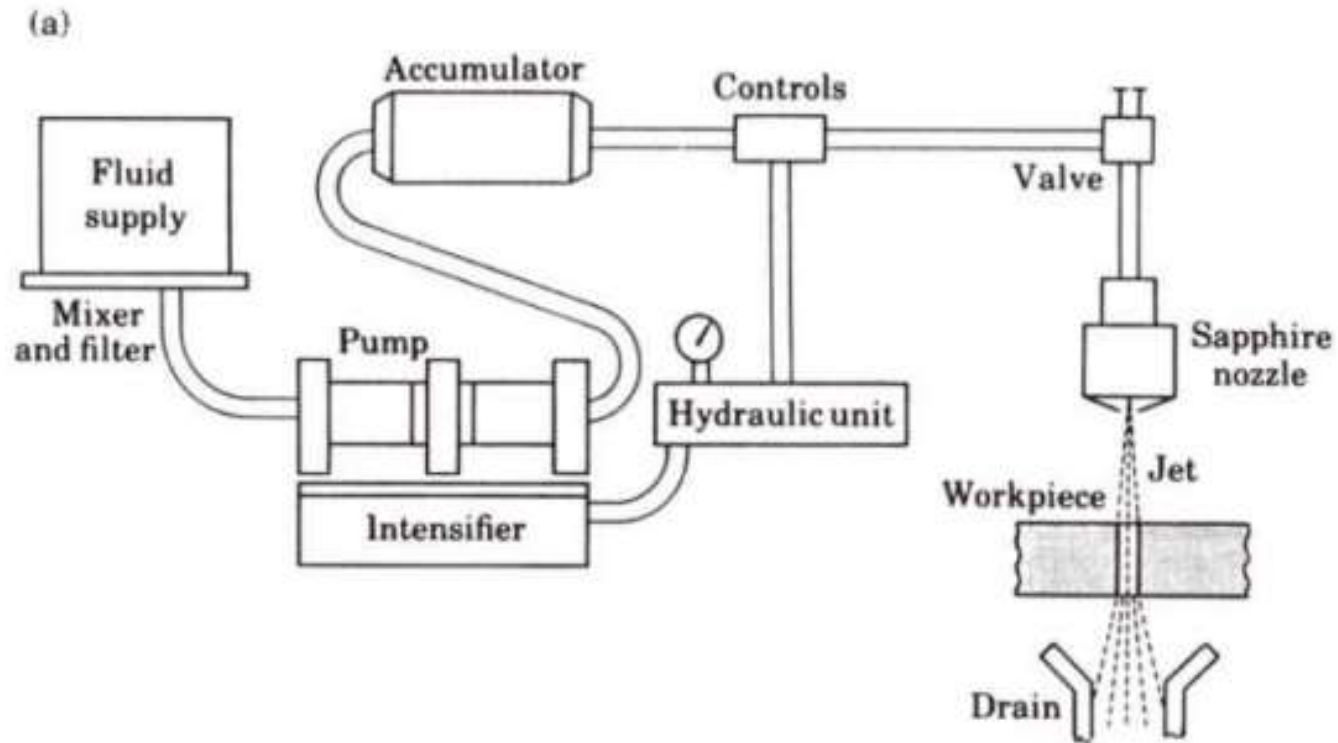 (a)
Accumulator
Controls
Fluid
supply
Valve
Mixer
and filter
Pump
Sapphire
nozzle
Hydraulic unit
Jet
Workpiece
Intensifier
Drain